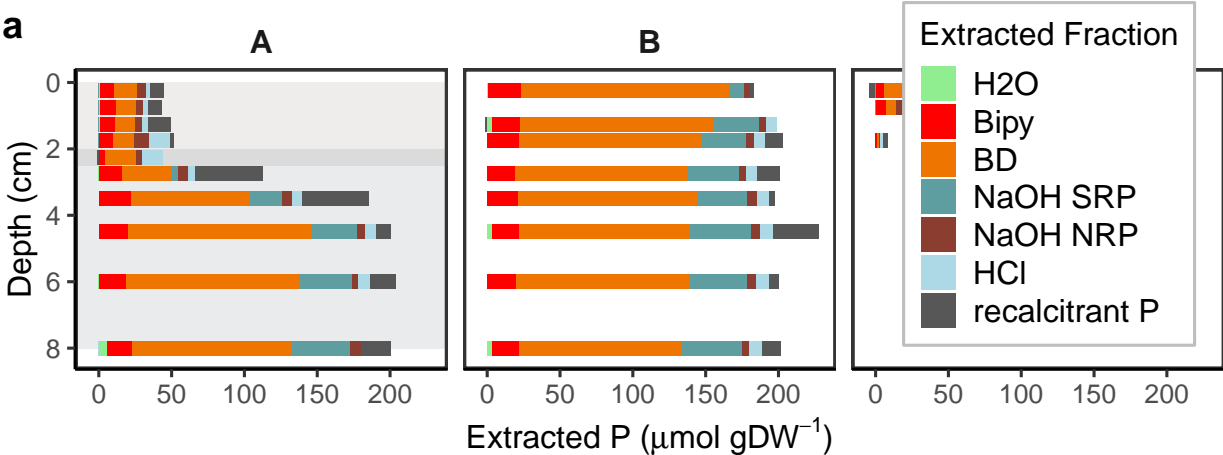 a
A
B
Extracted Fraction
H2O
Bipy
BD
NaOH SRP
NaOH NRP
HCl
recalcitrant P
Depth (cm)
0
2
4
6
8
0 50 100 150 200
0 50 100 150 200
0 50 100 150 200
Extracted P (μmol gDW⁻¹)